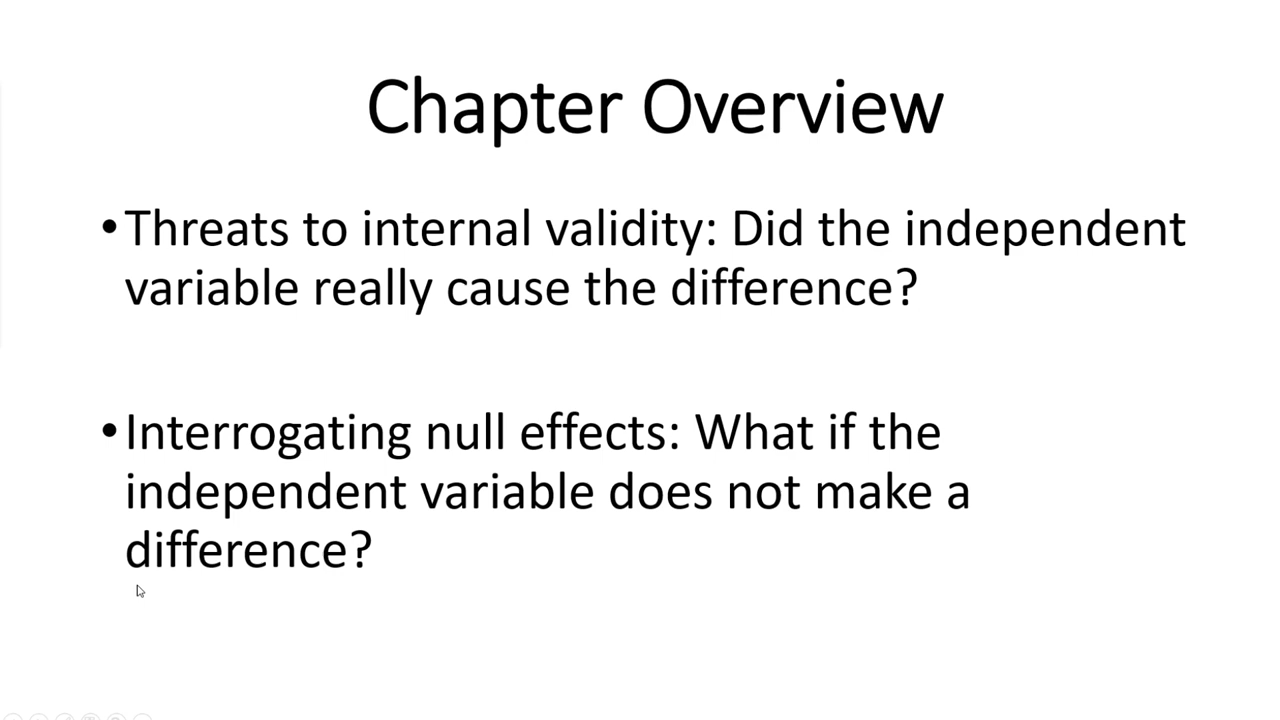 Chapter Overview
•Threats to internal validity: Did the independent
variable really cause the difference?
•Interrogating null effects: What if the
independent variable does not make a
difference?